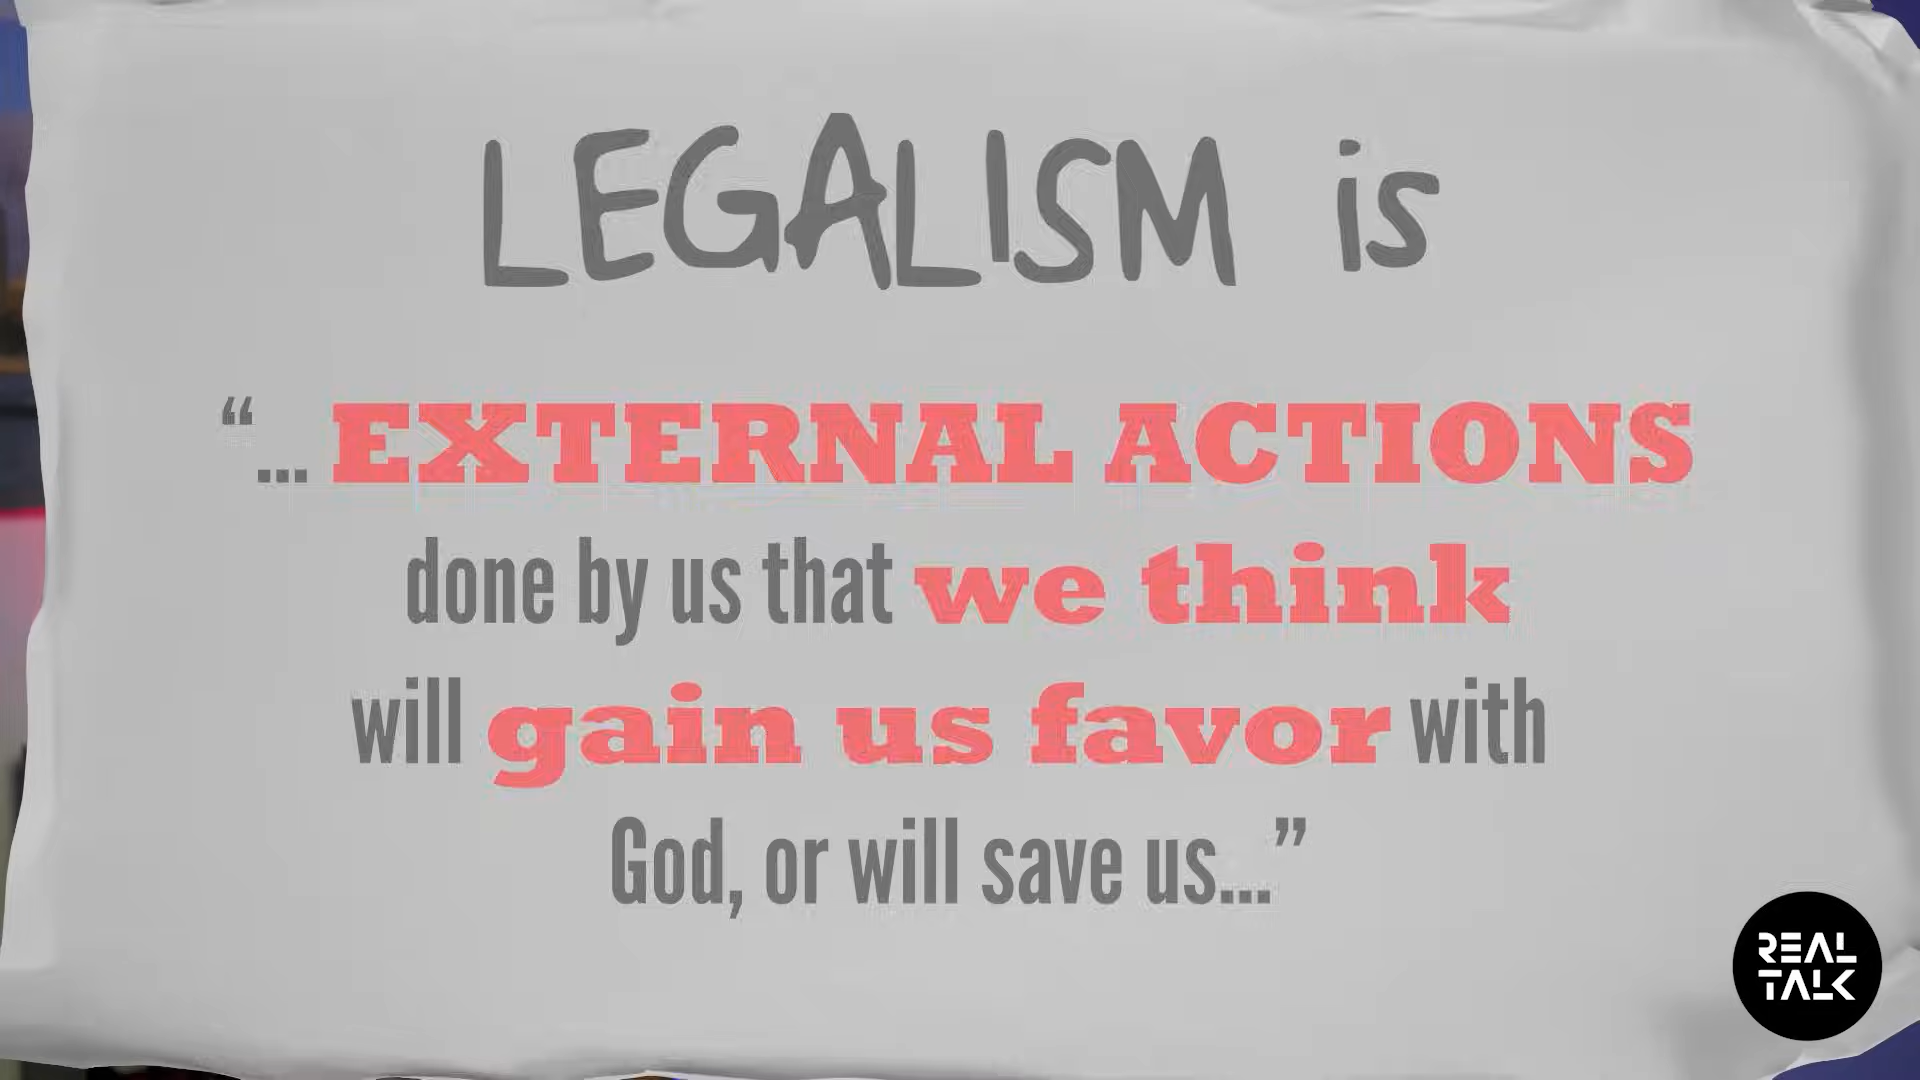 LEGALISM is
“... EXTERNAL ACTIONS
done by us that we think
will gain us favor with
God, or will save us...”
REAL
TALK